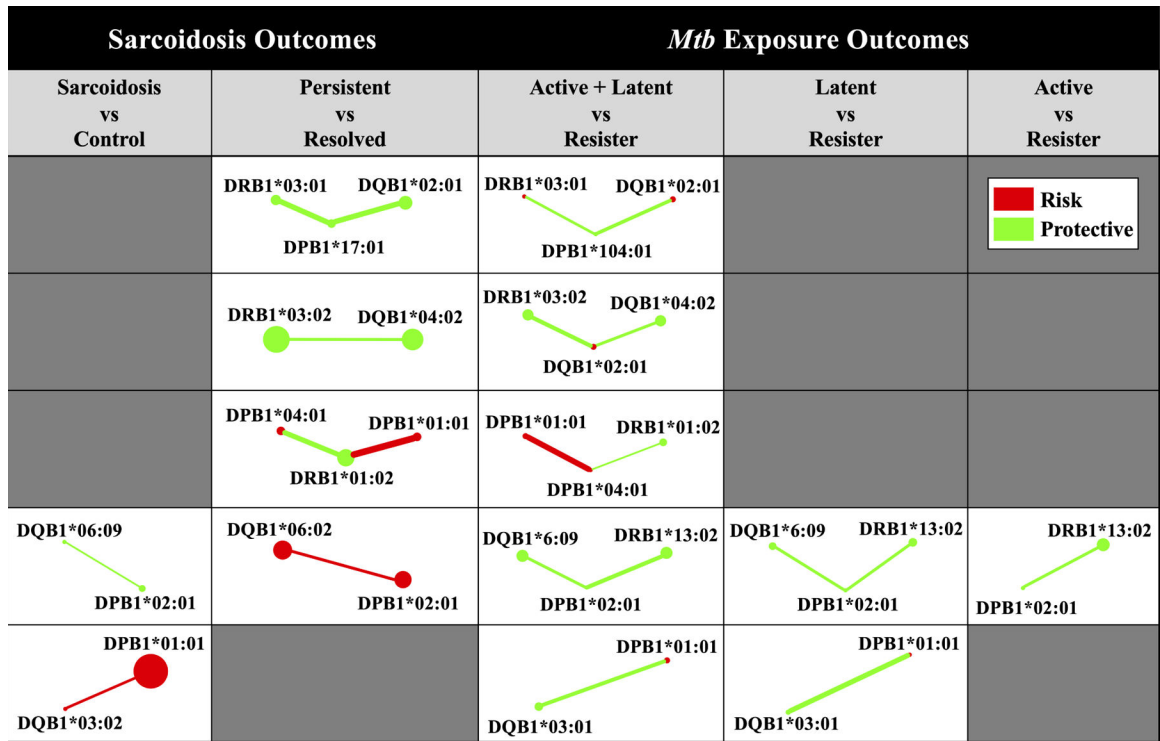 Sarcoidosis Outcomes
Mtb Exposure Outcomes
Sarcoidosis
vs
Control
Persistent
vs
Resolved
Active + Latent
vs
Resister
Latent
vs
Resister
Active
vs
Resister
DRB1*03:01
DQB1*02:01
DPB1*17:01
DRB1*03:01
DQB1*02:01
DPB1*104:01
Risk
Protective
DRB1*03:02
DQB1*04:02
DRB1*03:02
DQB1*04:02
DQB1*02:01
DPB1*04:01
DPB1*01:01
DRB1*01:02
DPB1*01:01
DRB1*01:02
DPB1*04:01
DQB1*06:09
DPB1*02:01
DQB1*06:02
DPB1*02:01
DQB1*6:09
DRB1*13:02
DPB1*02:01
DQB1*6:09
DRB1*13:02
DPB1*02:01
DRB1*13:02
DPB1*02:01
DPB1*01:01
DQB1*03:02
DPB1*01:01
DQB1*03:01
DPB1*01:01
DQB1*03:01